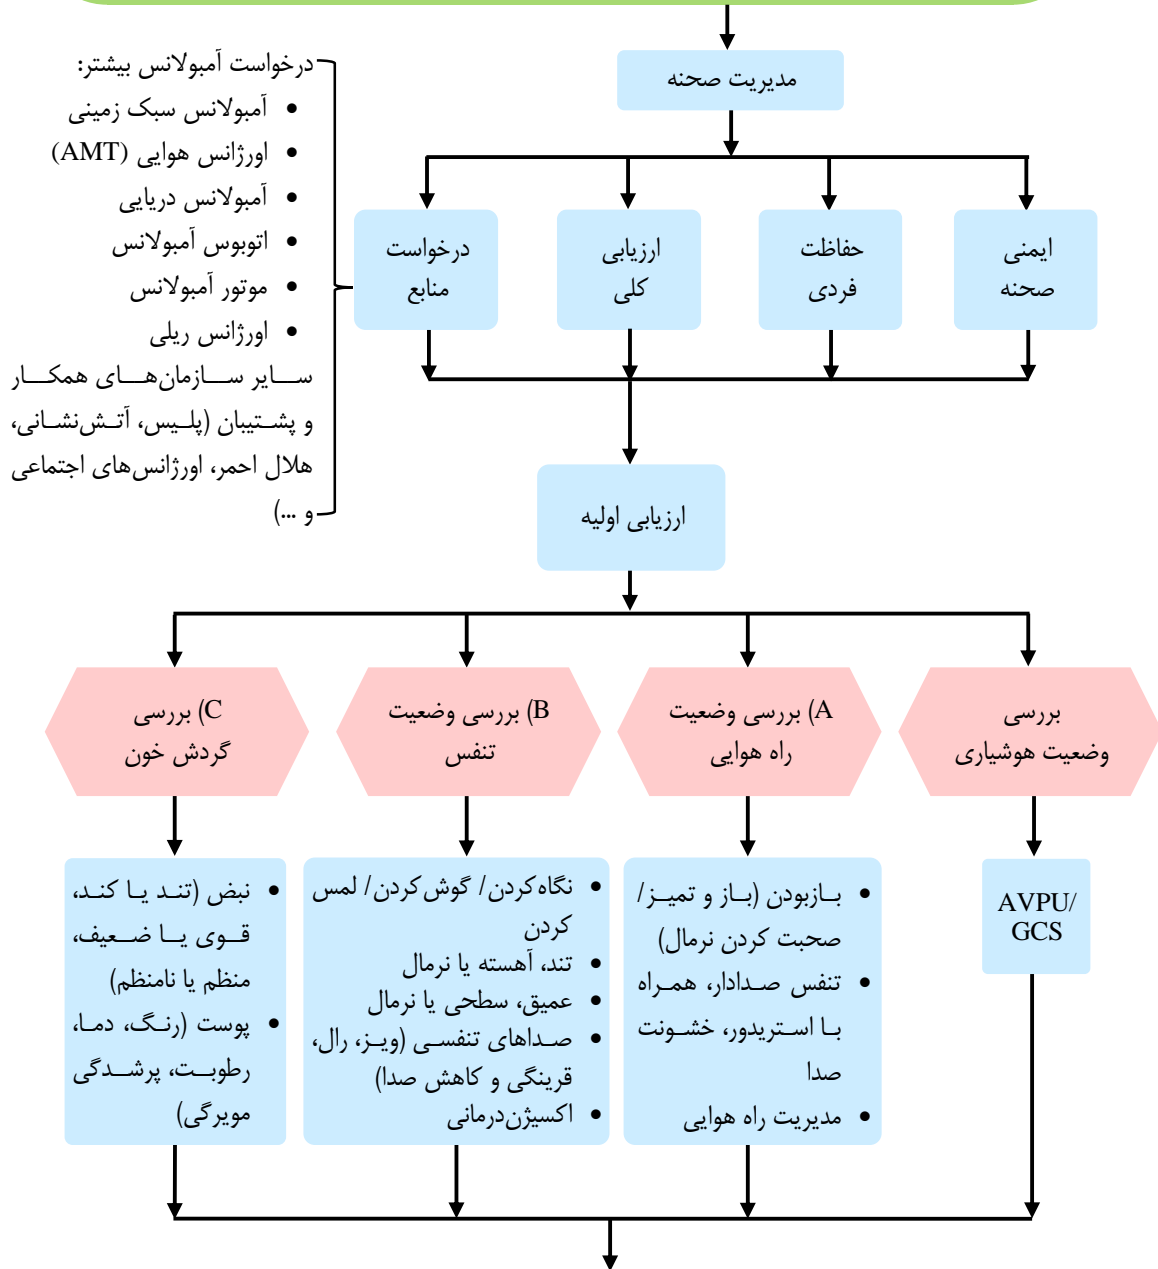 مدیریت صحنه
ایمنی
صحنه
حفاظت
فردی
ارزیابی
کلی
درخواست
منابع
درخواست آمبولانس بیشتر:
• آمبولانس سبک زمینی
• اورژانس هوایی (AMT)
• آمبولانس دریایی
• اتوبوس آمبولانس
• موتور آمبولانس
• اورژانس ریلی
سایر سازمان‌های همکار
و پشتیبان (پلیس، آتش‌نشانی،
هلال احمر، اورژانس‌های اجتماعی
و ...)
ارزیابی اولیه
بررسی
وضعیت هوشیاری
A) بررسی وضعیت
راه هوایی
B) بررسی وضعیت
تنفس
C) بررسی
گردش خون
AVPU/
GCS
• بازبودن (باز و تمیز/
صحبت کردن نرمال)
• تنفس صدادار، همراه
با استریدور، خشونت
صدا
• مدیریت راه هوایی
• نگاه‌کردن/ گوش‌کردن/ لمس
کردن
• تند، آهسته یا نرمال
• عمیق، سطحی یا نرمال
• صداهای تنفسی (ویز، رال،
قرینگی و کاهش صدا)
• اکسیژن‌درمانی
• نبض (تند یا کند،
قوی یا ضعیف،
منظم یا نامنظم)
• پوست (رنگ، دما،
رطوبت، پرشدگی
مویرگی)